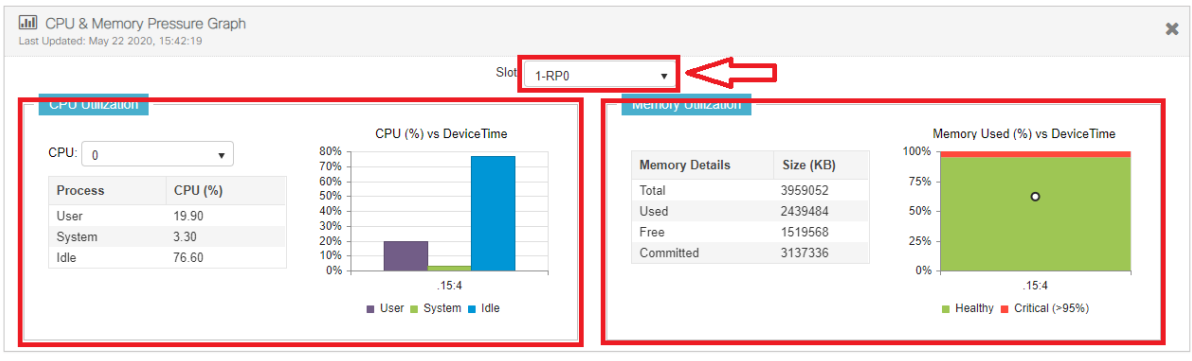 CPU & Memory Pressure Graph
Last Updated: May 22 2020, 15:42:19
Slot 1-RP0
CPU Utilization
CPU: 0
Process CPU (%)
User 19.90
System 3.30
Idle 76.60
CPU (%) vs DeviceTime
80%
70%
60%
50%
40%
30%
20%
10%
0%
.15:4
User System Idle
Memory Utilization
Memory Details Size (KB)
Total 3959052
Used 2439484
Free 1519568
Committed 3137336
Memory Used (%) vs DeviceTime
100%
75%
50%
25%
0%
.15:4
Healthy Critical (>95%)